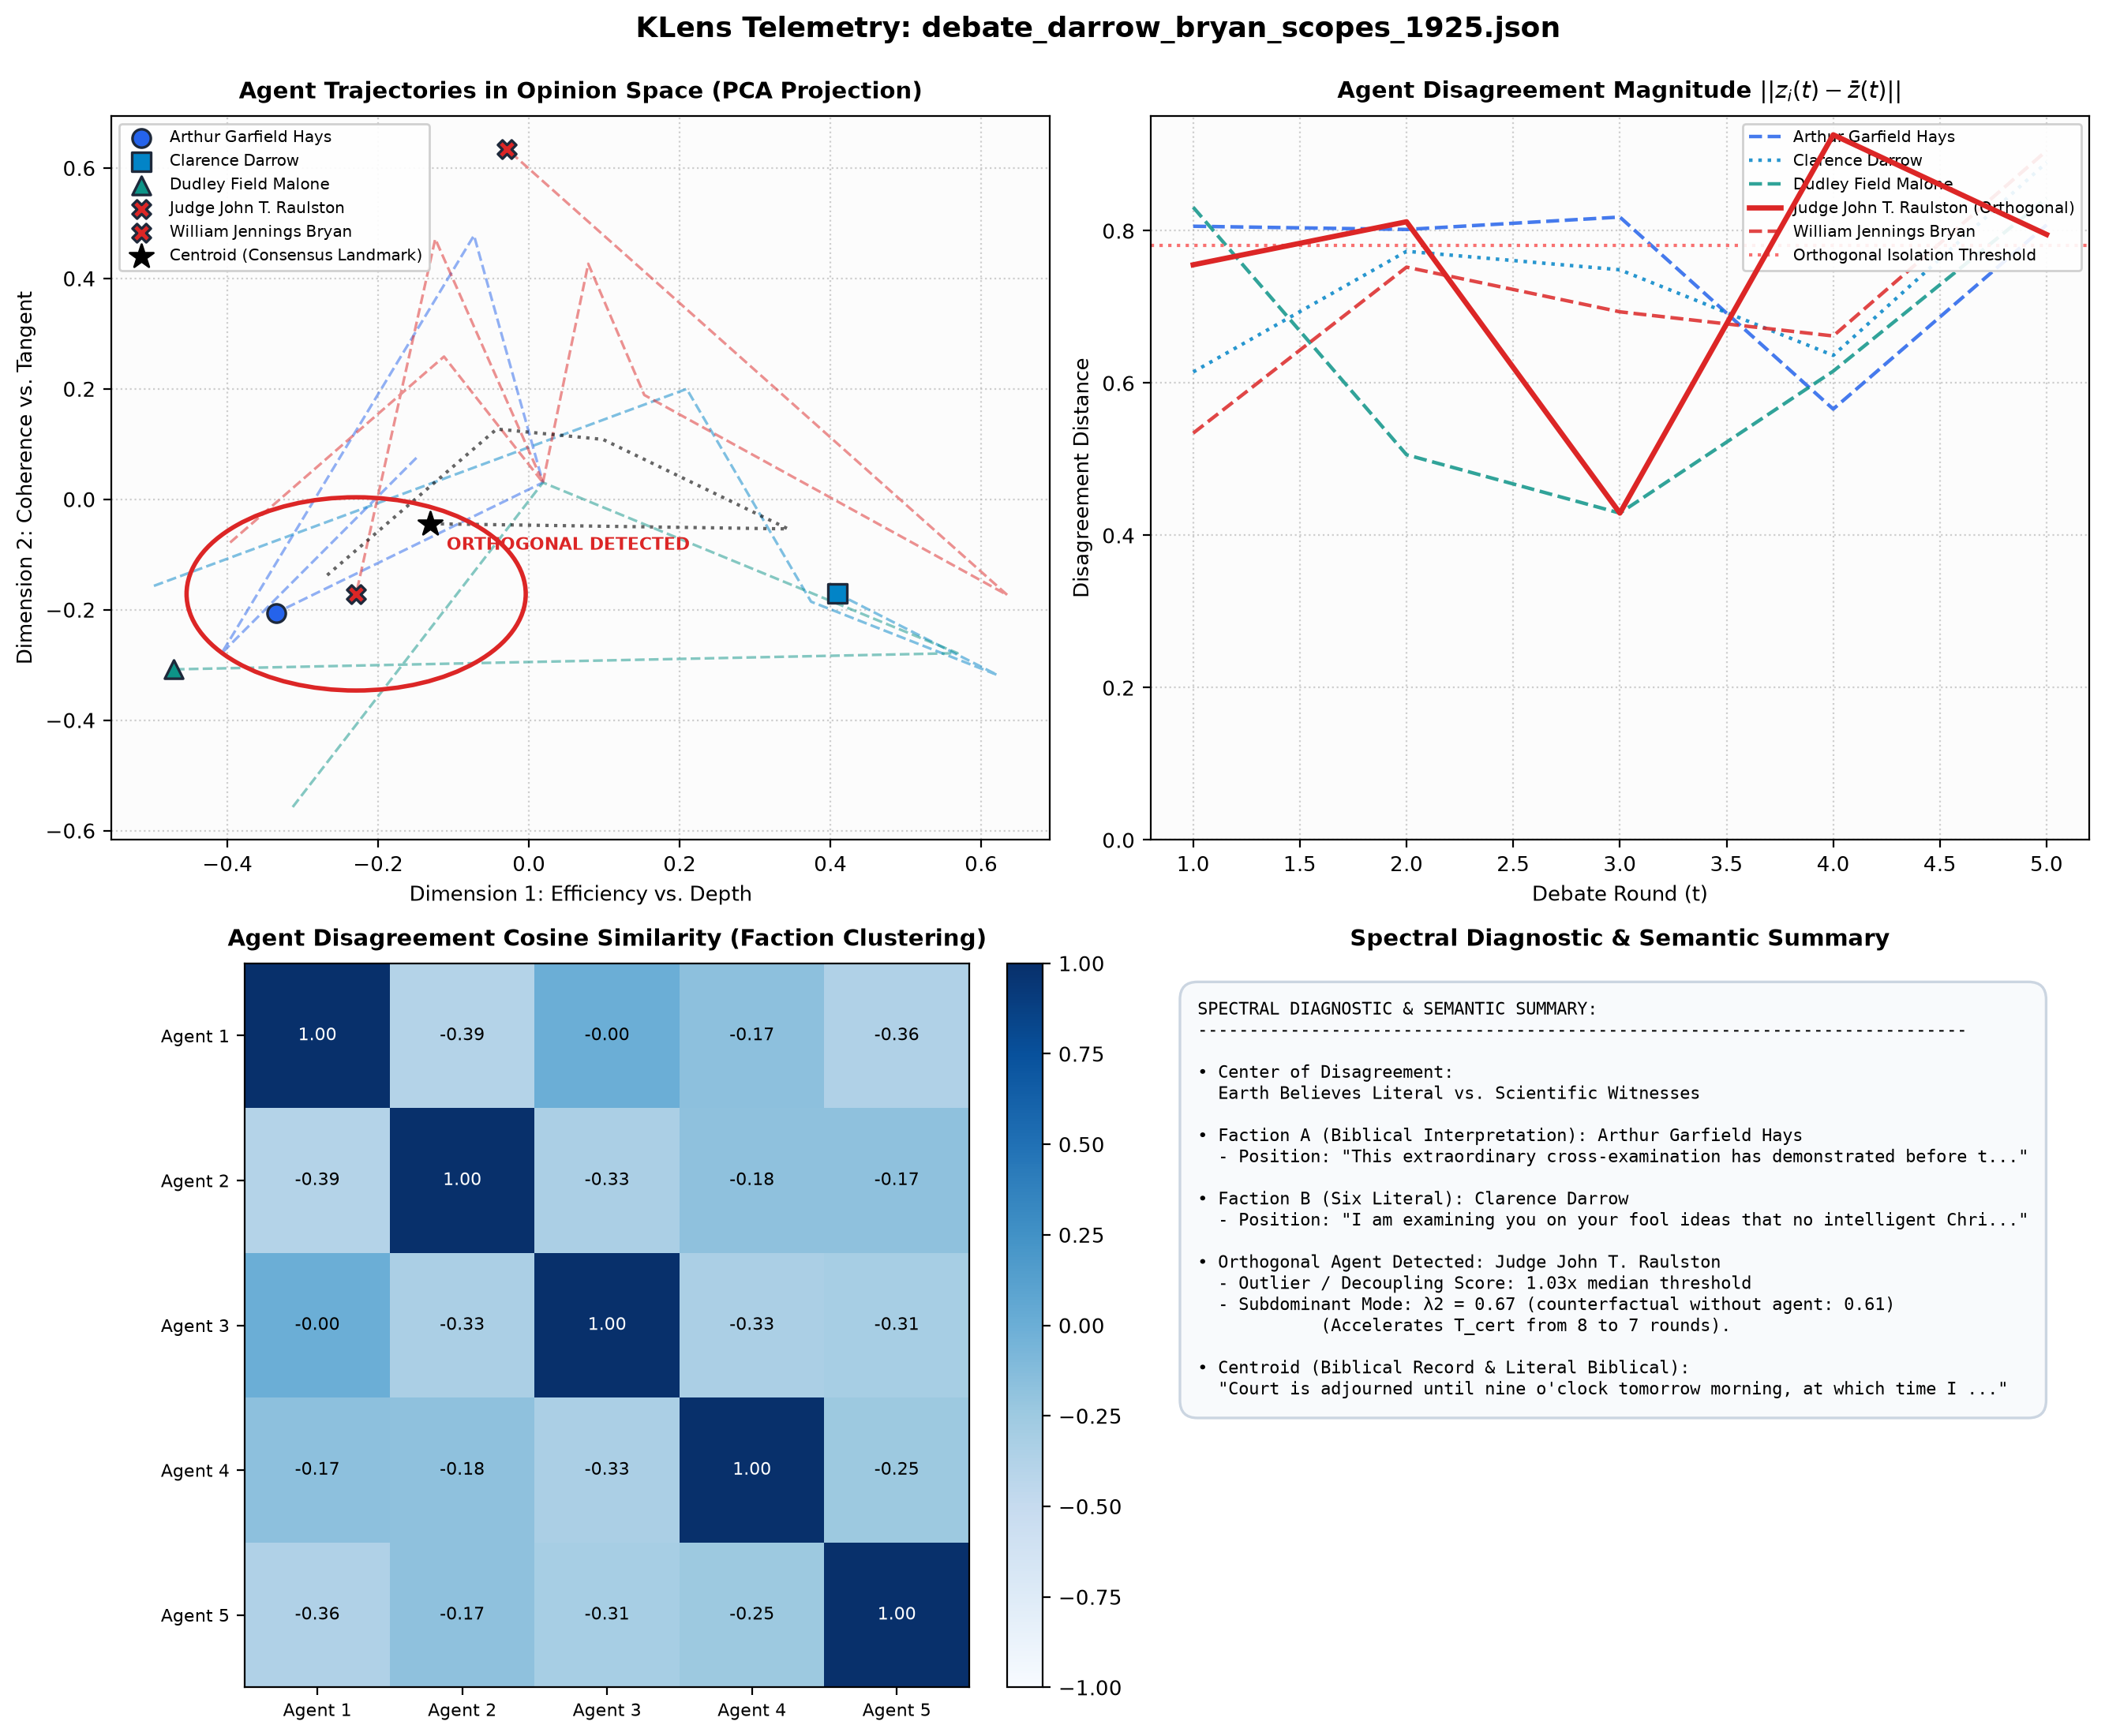 KLens Telemetry: debate_darrow_bryan_scopes_1925.json
Agent Trajectories in Opinion Space (PCA Projection)
Arthur Garfield Hays
Clarence Darrow
Dudley Field Malone
Judge John T. Raulston
William Jennings Bryan
Centroid (Consensus Landmark)
ORTHOGONAL DETECTED
Dimension 2: Coherence vs. Tangent
0.6
0.4
0.2
0.0
−0.2
−0.4
−0.6
−0.4
−0.2
0.0
0.2
0.4
0.6
Dimension 1: Efficiency vs. Depth
Agent Disagreement Magnitude ||z_i(t) − z̄(t)||
Arthur Garfield Hays
Clarence Darrow
Dudley Field Malone
Judge John T. Raulston (Orthogonal)
William Jennings Bryan
Orthogonal Isolation Threshold
Disagreement Distance
0.8
0.6
0.4
0.2
0.0
1.0
1.5
2.0
2.5
3.0
3.5
4.0
4.5
5.0
Debate Round (t)
Agent Disagreement Cosine Similarity (Faction Clustering)
Agent 1
1.00 -0.39 -0.00 -0.17 -0.36
Agent 2
-0.39 1.00 -0.33 -0.18 -0.17
Agent 3
-0.00 -0.33 1.00 -0.33 -0.31
Agent 4
-0.17 -0.18 -0.33 1.00 -0.25
Agent 5
-0.36 -0.17 -0.31 -0.25 1.00
Agent 1 Agent 2 Agent 3 Agent 4 Agent 5
1.00
0.75
0.50
0.25
0.00
−0.25
−0.50
−0.75
−1.00
Spectral Diagnostic & Semantic Summary
SPECTRAL DIAGNOSTIC & SEMANTIC SUMMARY:
---------------------------------------------------------------------------
• Center of Disagreement:
Earth Believes Literal vs. Scientific Witnesses
• Faction A (Biblical Interpretation): Arthur Garfield Hays
- Position: "This extraordinary cross-examination has demonstrated before t..."
• Faction B (Six Literal): Clarence Darrow
- Position: "I am examining you on your fool ideas that no intelligent Chri..."
• Orthogonal Agent Detected: Judge John T. Raulston
- Outlier / Decoupling Score: 1.03x median threshold
- Subdominant Mode: λ2 = 0.67 (counterfactual without agent: 0.61)
(Accelerates T_cert from 8 to 7 rounds).
• Centroid (Biblical Record & Literal Biblical):
"Court is adjourned until nine o'clock tomorrow morning, at which time I ..."